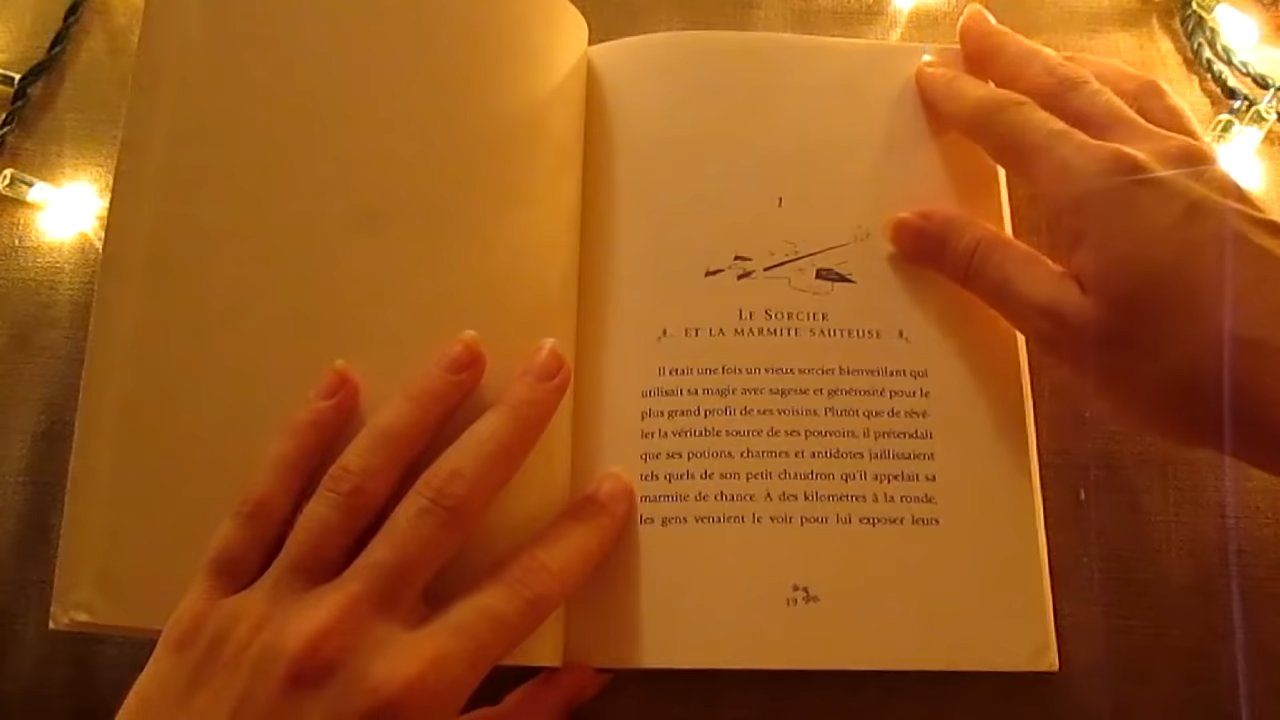 1
LE SORCIER
ET LA MARMITE SAUTEUSE
Il était une fois un vieux sorcier bienveillant qui
utilisait sa magie avec sagesse et générosité pour le
plus grand profit de ses voisins. Plutôt que de révé-
ler la véritable source de ses pouvoirs, il prétendait
que ses potions, charmes et antidotes jaillissaient
tels quels de son petit chaudron qu'il appelait sa
marmite de chance. À des kilomètres à la ronde,
les gens venaient le voir pour lui exposer leurs
19